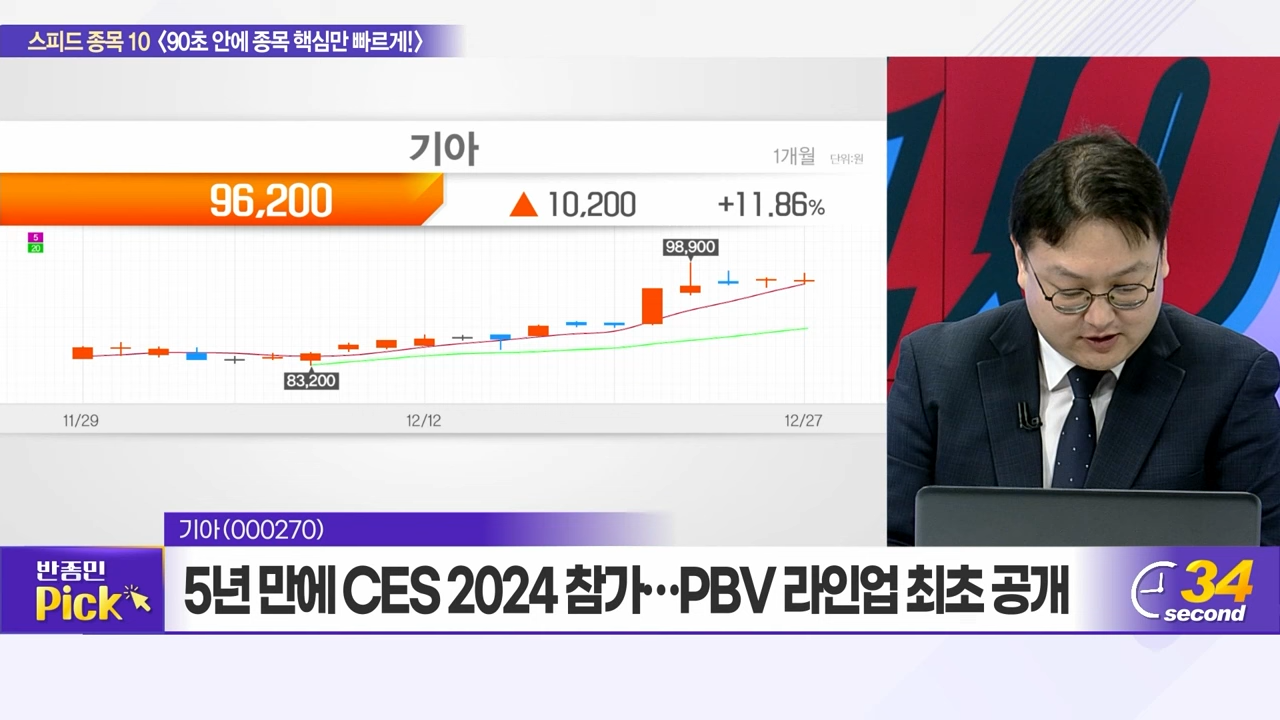 스피드 종목 10 〈90초 안에 종목 핵심만 빠르게!〉
기아
1개월 단위:원
96,200 ▲ 10,200 +11.86%
5
20
98,900
83,200
11/29 12/12 12/27
기아(000270)
반종민
Pick
5년 만에 CES 2024 참가…PBV 라인업 최초 공개
34
second